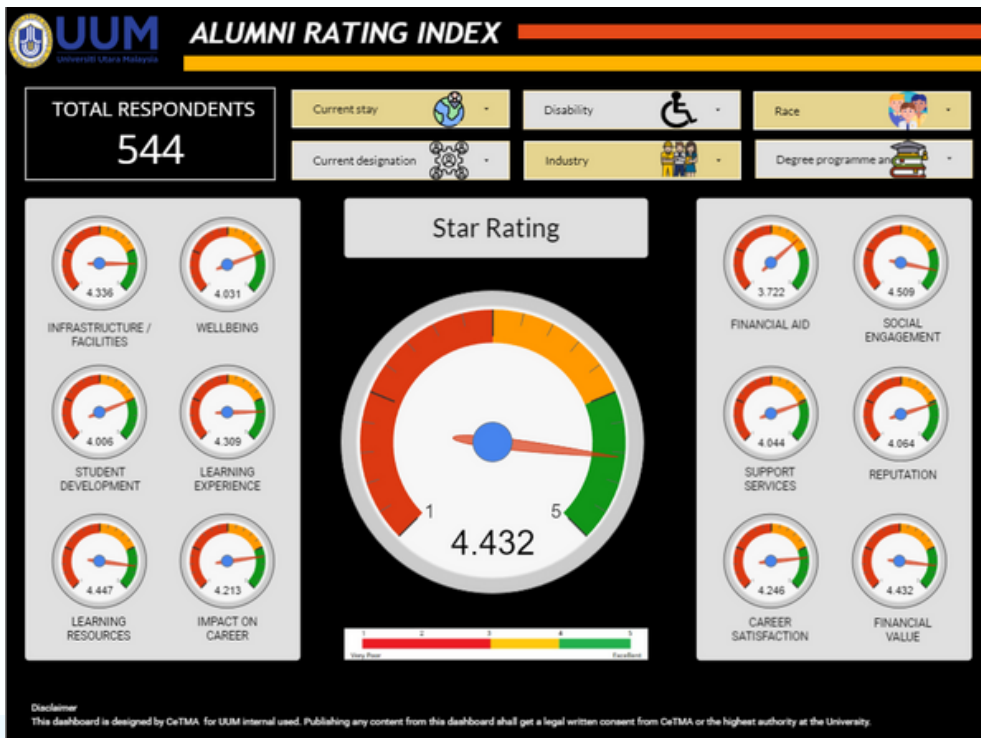 UUM
Universiti Utara Malaysia
ALUMNI RATING INDEX
TOTAL RESPONDENTS
544
Current stay
Disability
Race
Current designation
Industry
Degree programme an
4.336
INFRASTRUCTURE /
FACILITIES
4.031
WELLBEING
4.006
STUDENT
DEVELOPMENT
4.309
LEARNING
EXPERIENCE
4.447
LEARNING
RESOURCES
4.213
IMPACT ON
CAREER
Star Rating
1
5
4.432
1 2 3 4 5
Very Poor Excellent
3.722
FINANCIAL AID
4.509
SOCIAL
ENGAGEMENT
4.044
SUPPORT
SERVICES
4.064
REPUTATION
4.246
CAREER
SATISFACTION
4.432
FINANCIAL
VALUE
Disclaimer
This dashboard is designed by CeTMA for UUM internal used. Publishing any content from this dashboard shall get a legal written consent from CeTMA or the highest authority at the University.